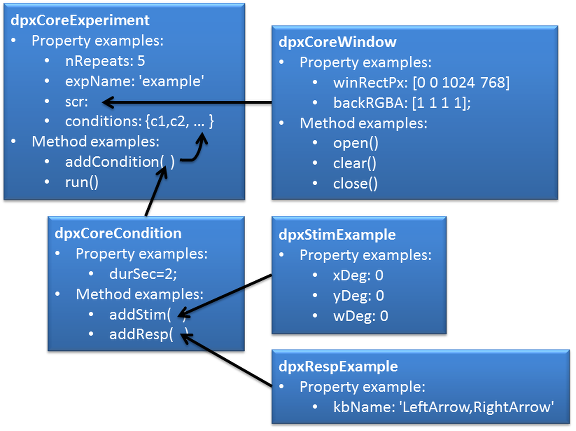 dpxCoreExperiment
• Property examples:
• nRepeats: 5
• expName: 'example'
• scr:
• conditions: {c1,c2, ... }
• Method examples:
• addCondition( )
• run()
dpxCoreWindow
• Property examples:
• winRectPx: [0 0 1024 768]
• backRGBA: [1 1 1 1];
• Method examples:
• open()
• clear()
• close()
dpxCoreCondition
• Property examples:
• durSec=2;
• Method examples:
• addStim( )
• addResp( )
dpxStimExample
• Property examples:
• xDeg: 0
• yDeg: 0
• wDeg: 0
dpxRespExample
• Property example:
• kbName: 'LeftArrow,RightArrow'